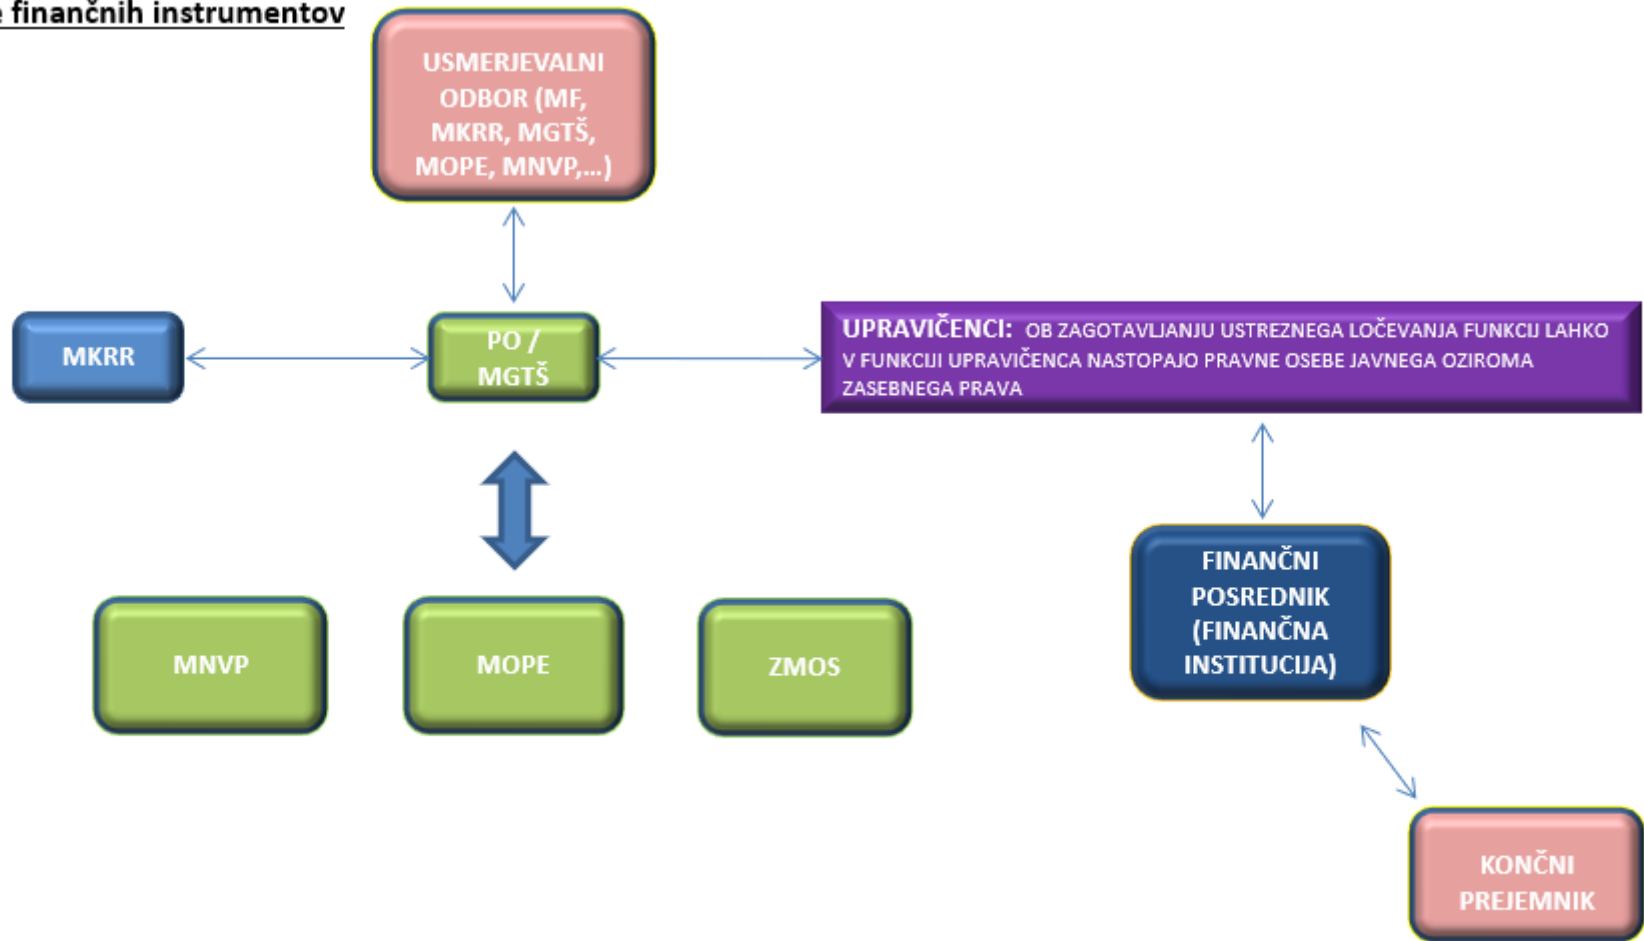 e finančnih instrumentov
USMERJEVALNI
ODBOR (MF,
MKRR, MGTŠ,
MOPE, MNVP,...)
MKRR
PO /
MGTŠ
UPRAVIČENCI: OB ZAGOTAVLJANJU USTREZNEGA LOČEVANJA FUNKCIJ LAHKO
V FUNKCIJI UPRAVIČENCA NASTOPAJO PRAVNE OSEBE JAVNEGA OZIROMA
ZASEBNEGA PRAVA
FINANČNI
POSREDNIK
(FINANČNA
INSTITUCIJA)
MNVP
MOPE
ZMOS
KONČNI
PREJEMNIK